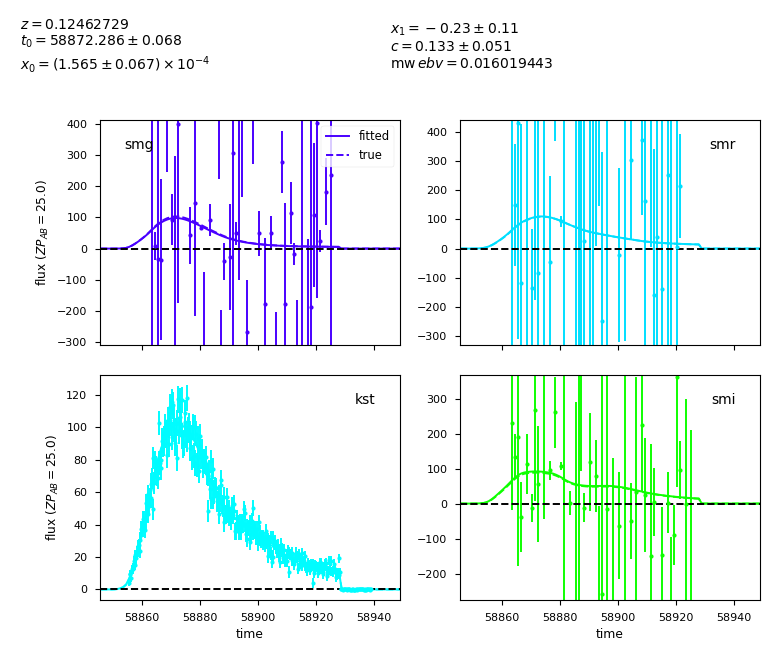 z = 0.12462729
t₀ = 58872.286 ± 0.068
x₀ = (1.565 ± 0.067) × 10⁻⁴
x₁ = −0.23 ± 0.11
c = 0.133 ± 0.051
mw ebv = 0.016019443
smg
fitted
true
flux (ZP_AB = 25.0)
400
300
200
100
0
−100
−200
−300
smr
400
300
200
100
0
−100
−200
−300
kst
flux (ZP_AB = 25.0)
120
100
80
60
40
20
0
58860 58880 58900 58920 58940
time
smi
300
200
100
0
−100
−200
58860 58880 58900 58920 58940
time